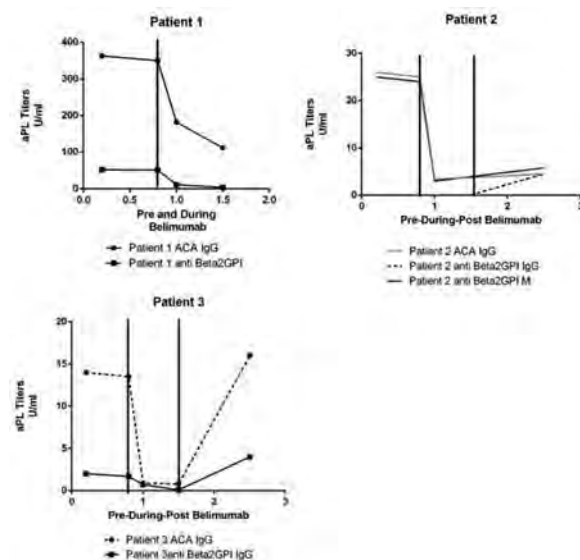 Patient 1
400
300
200
100
0
aPL Titers
U/ml
0.0 0.5 1.0 1.5 2.0
Pre and During
Belimumab
Patient 1 ACA IgG
Patient 1 anti Beta2GPI
Patient 2
30
20
10
0
aPL Titers
U/ml
0 1 2 3
Pre-During-Post Belimumab
Patient 2 ACA IgG
Patient 2 anti Beta2GPI IgG
Patient 2 anti Beta2GPI M
Patient 3
20
15
10
5
0
aPL Titers
U/ml
0 1 2 3
Pre-During-Post Belimumab
Patient 3 ACA IgG
Patient 3anti Beta2GPI IgG